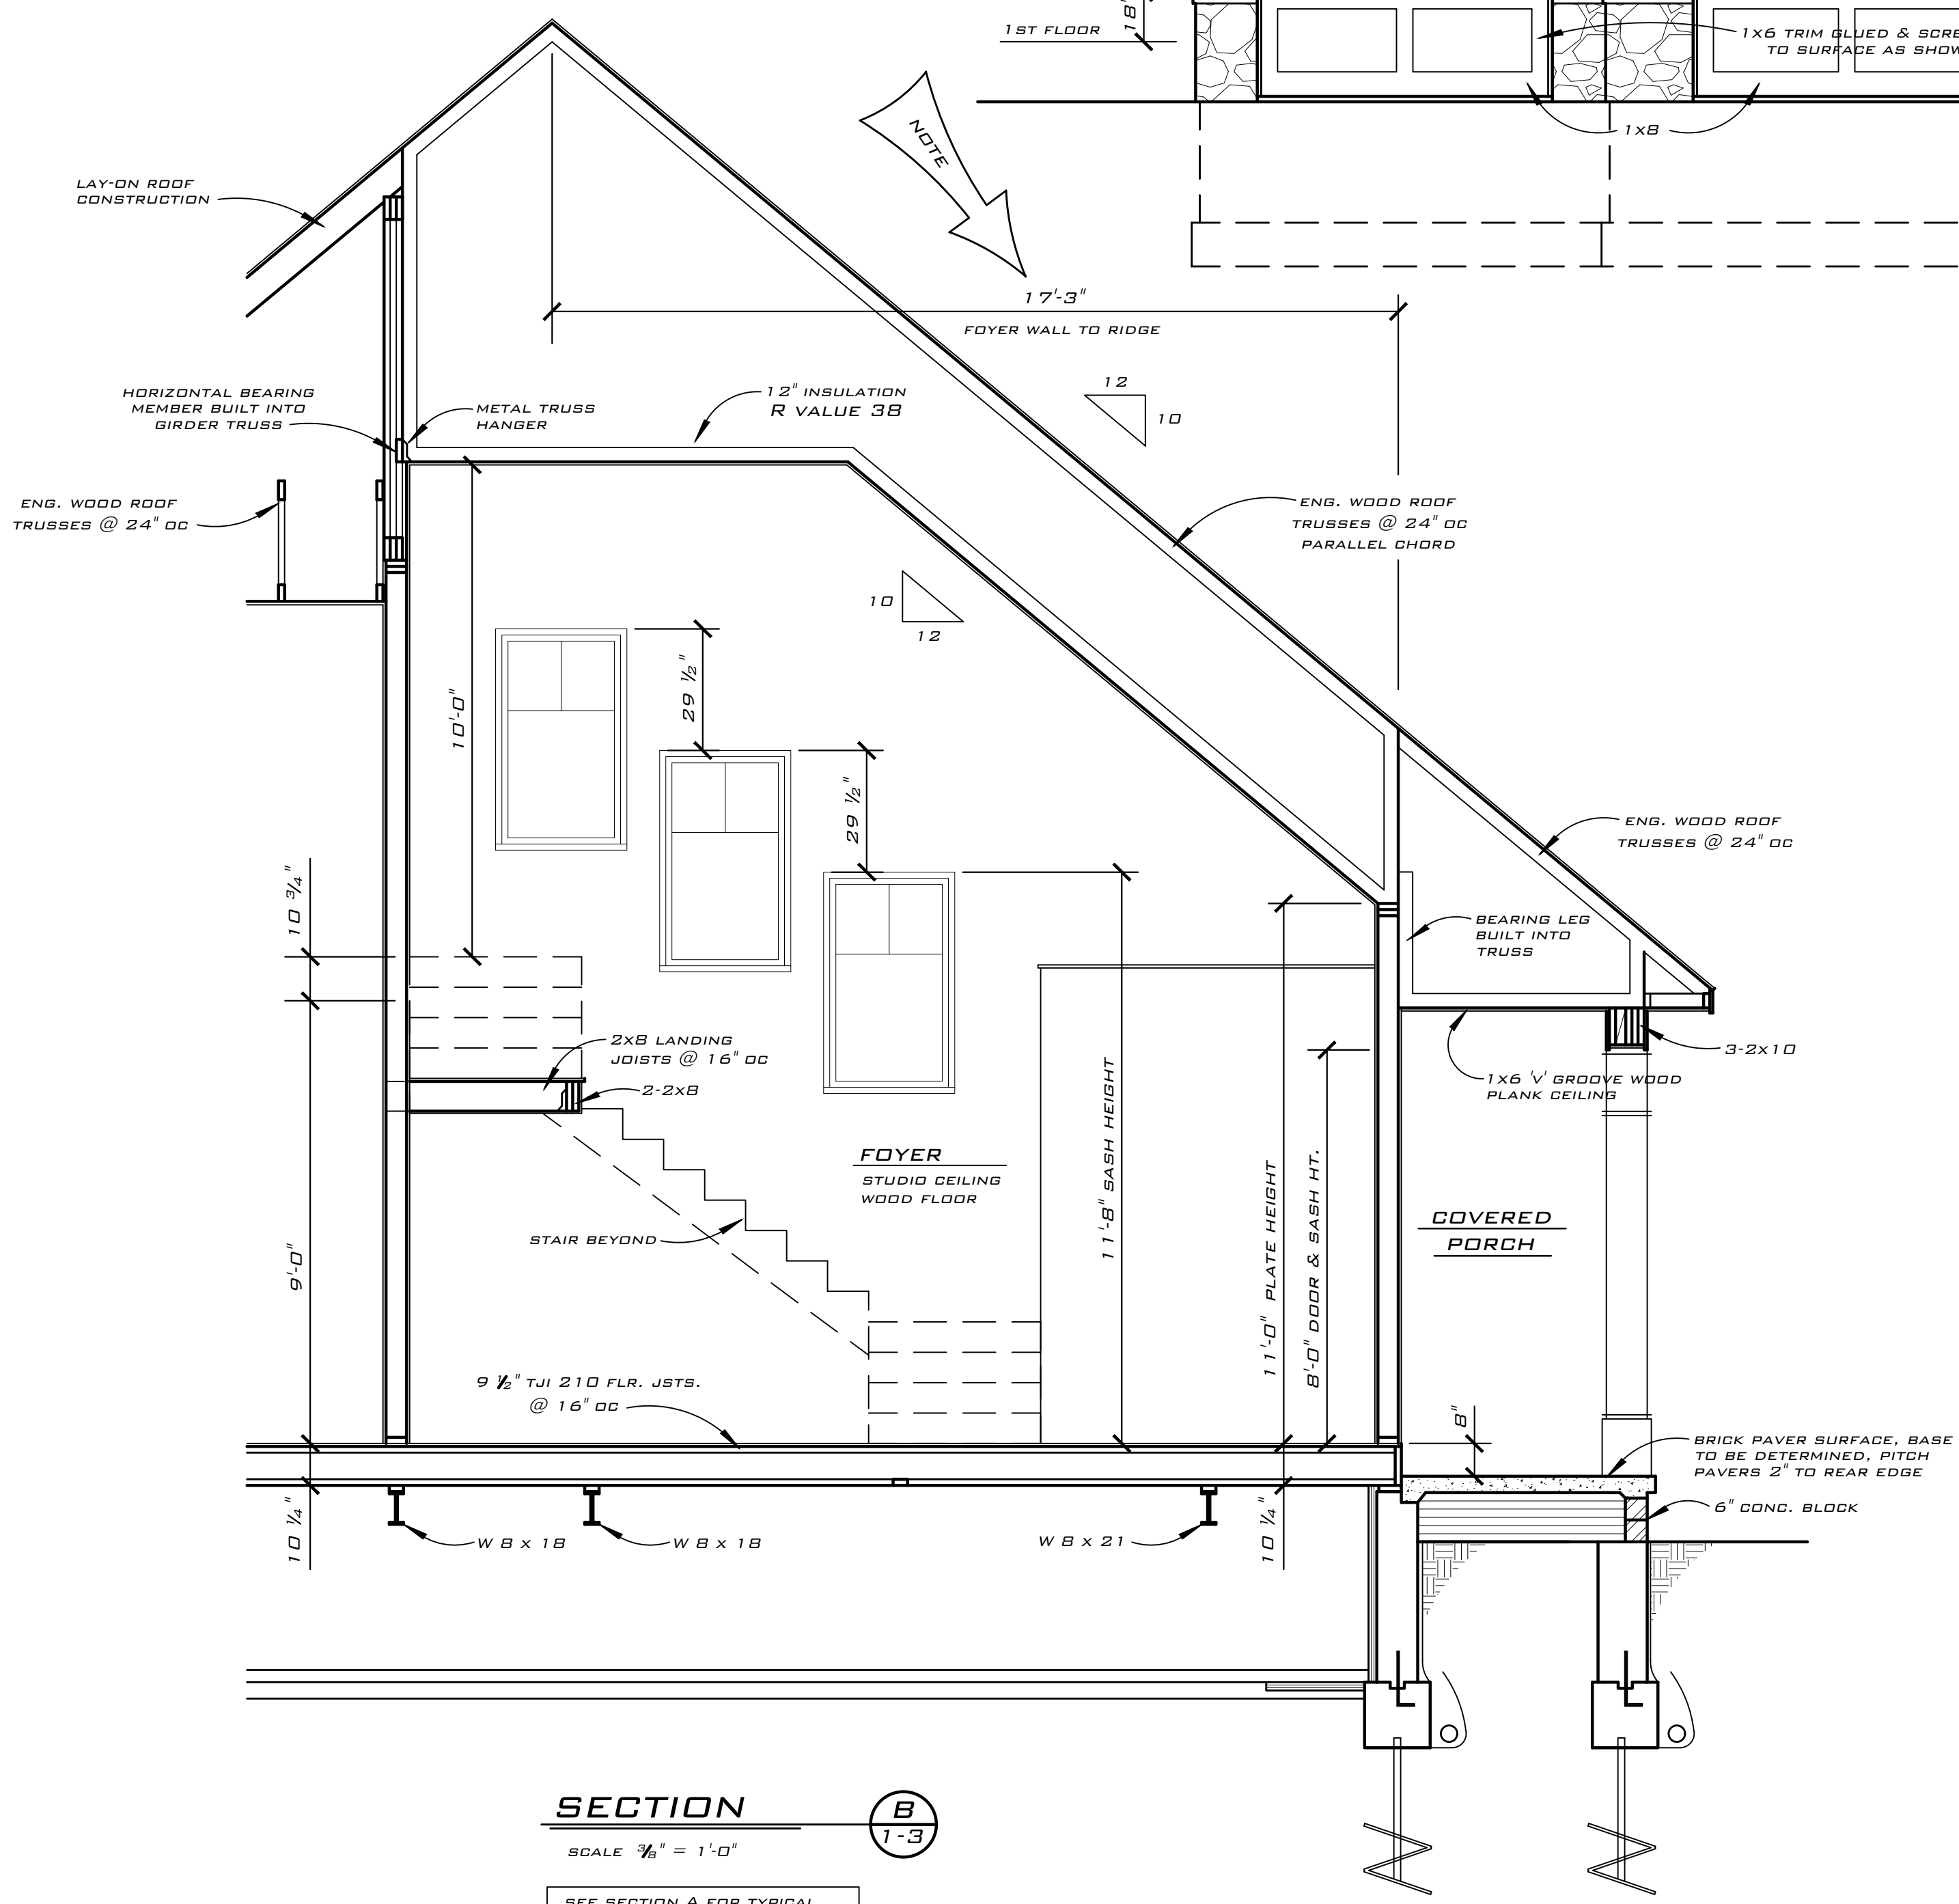 1ST FLOOR
18"
1x6 TRIM GLUED & SCRE
TO SURFACE AS SHOW
1x8
NOTE
LAY-ON ROOF
CONSTRUCTION
17'-3"
FOYER WALL TO RIDGE
12
10
HORIZONTAL BEARING
MEMBER BUILT INTO
GIRDER TRUSS
METAL TRUSS
HANGER
12" INSULATION
R VALUE 38
ENG. WOOD ROOF
TRUSSES @ 24" OC
ENG. WOOD ROOF
TRUSSES @ 24" OC
PARALLEL CHORD
10
12
10'-0"
29 ½"
29 ½"
ENG. WOOD ROOF
TRUSSES @ 24" OC
10 ¾"
BEARING LEG
BUILT INTO
TRUSS
2x8 LANDING
JOISTS @ 16" OC
2-2x8
3-2x10
1x6 'V' GROOVE WOOD
PLANK CEILING
FOYER
STUDIO CEILING
WOOD FLOOR
11'-8" SASH HEIGHT
11'-0" PLATE HEIGHT
8'-0" DOOR & SASH HT.
COVERED
PORCH
STAIR BEYOND
9'-0"
9 ½" TJI 210 FLR. JSTS.
@ 16" OC
8"
BRICK PAVER SURFACE, BASE
TO BE DETERMINED, PITCH
PAVERS 2" TO REAR EDGE
6" CONC. BLOCK
10 ¼"
W 8 x 18
W 8 x 18
W 8 x 21
10 ¼"
SECTION
B
1-3
SCALE ⅜" = 1'-0"
SEE SECTION A FOR TYPICAL